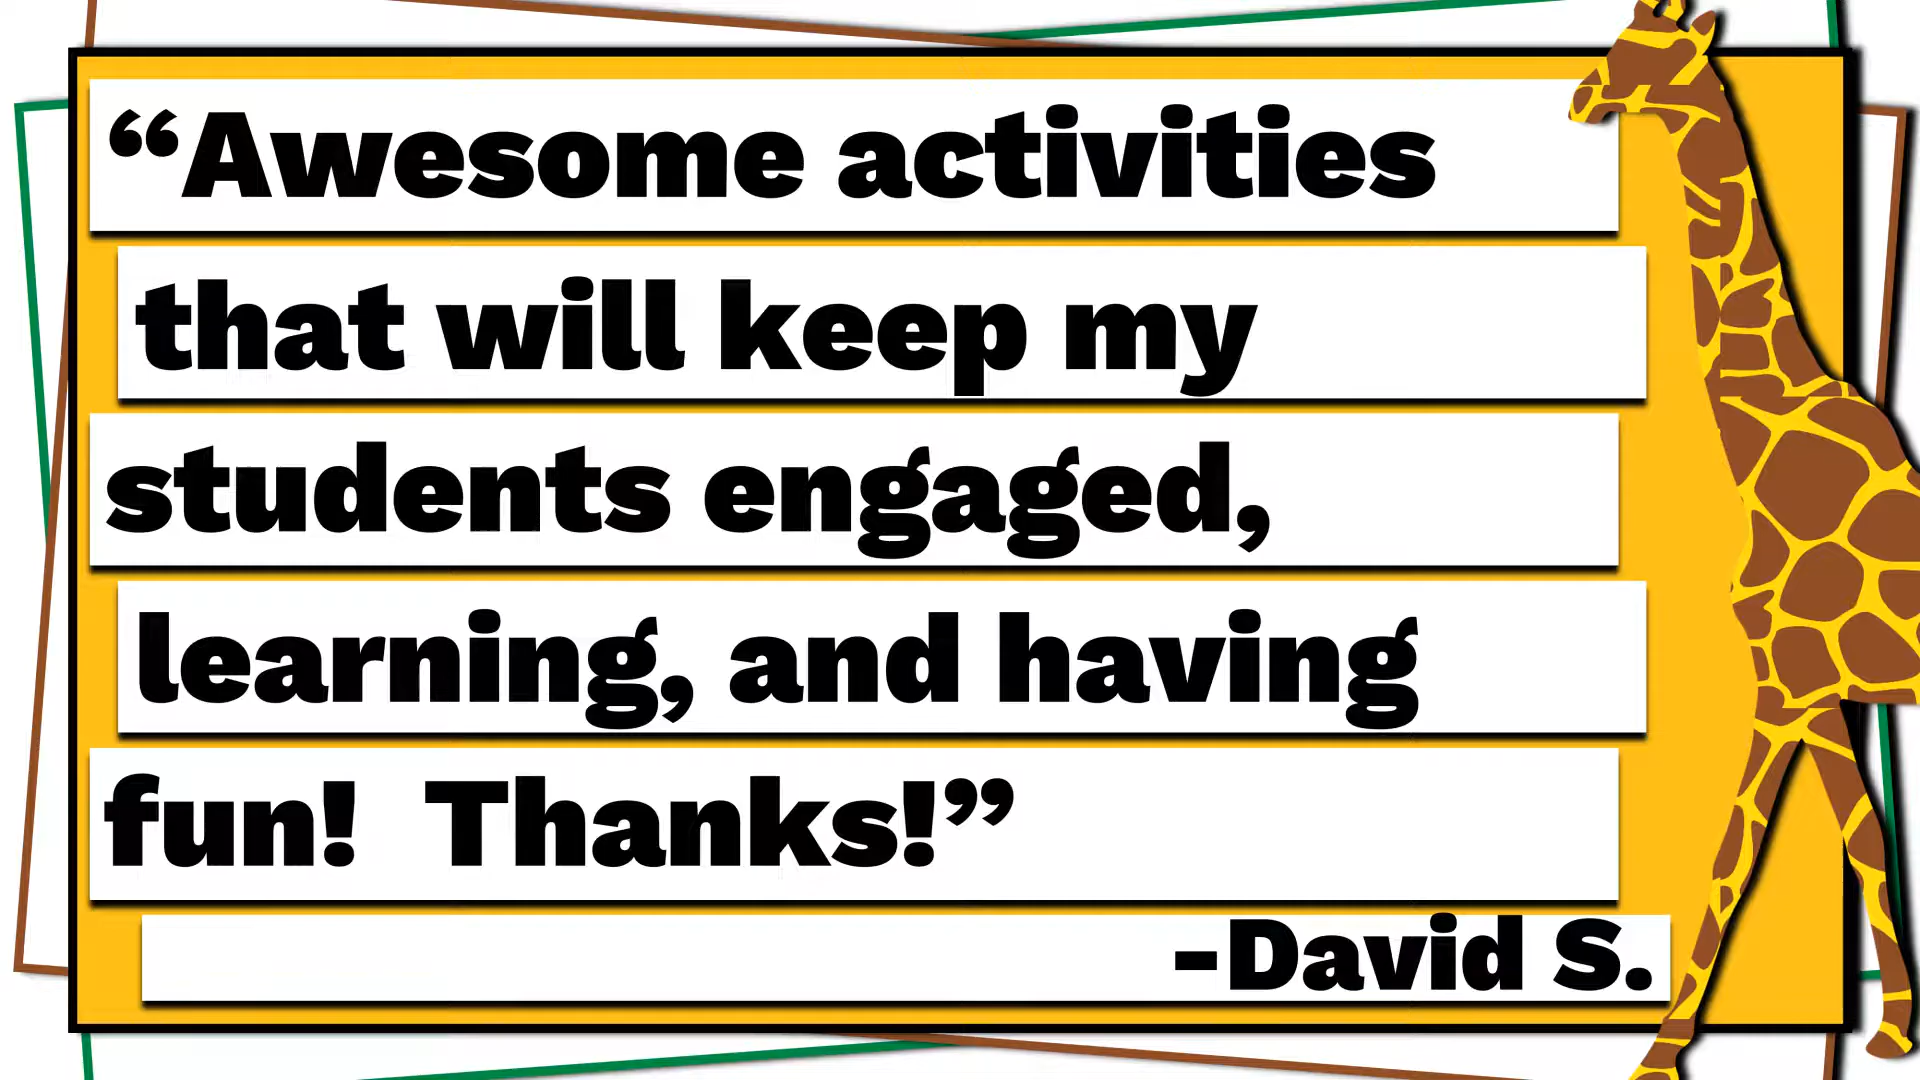 “Awesome activities
that will keep my
students engaged,
learning, and having
fun!  Thanks!”
-David S.